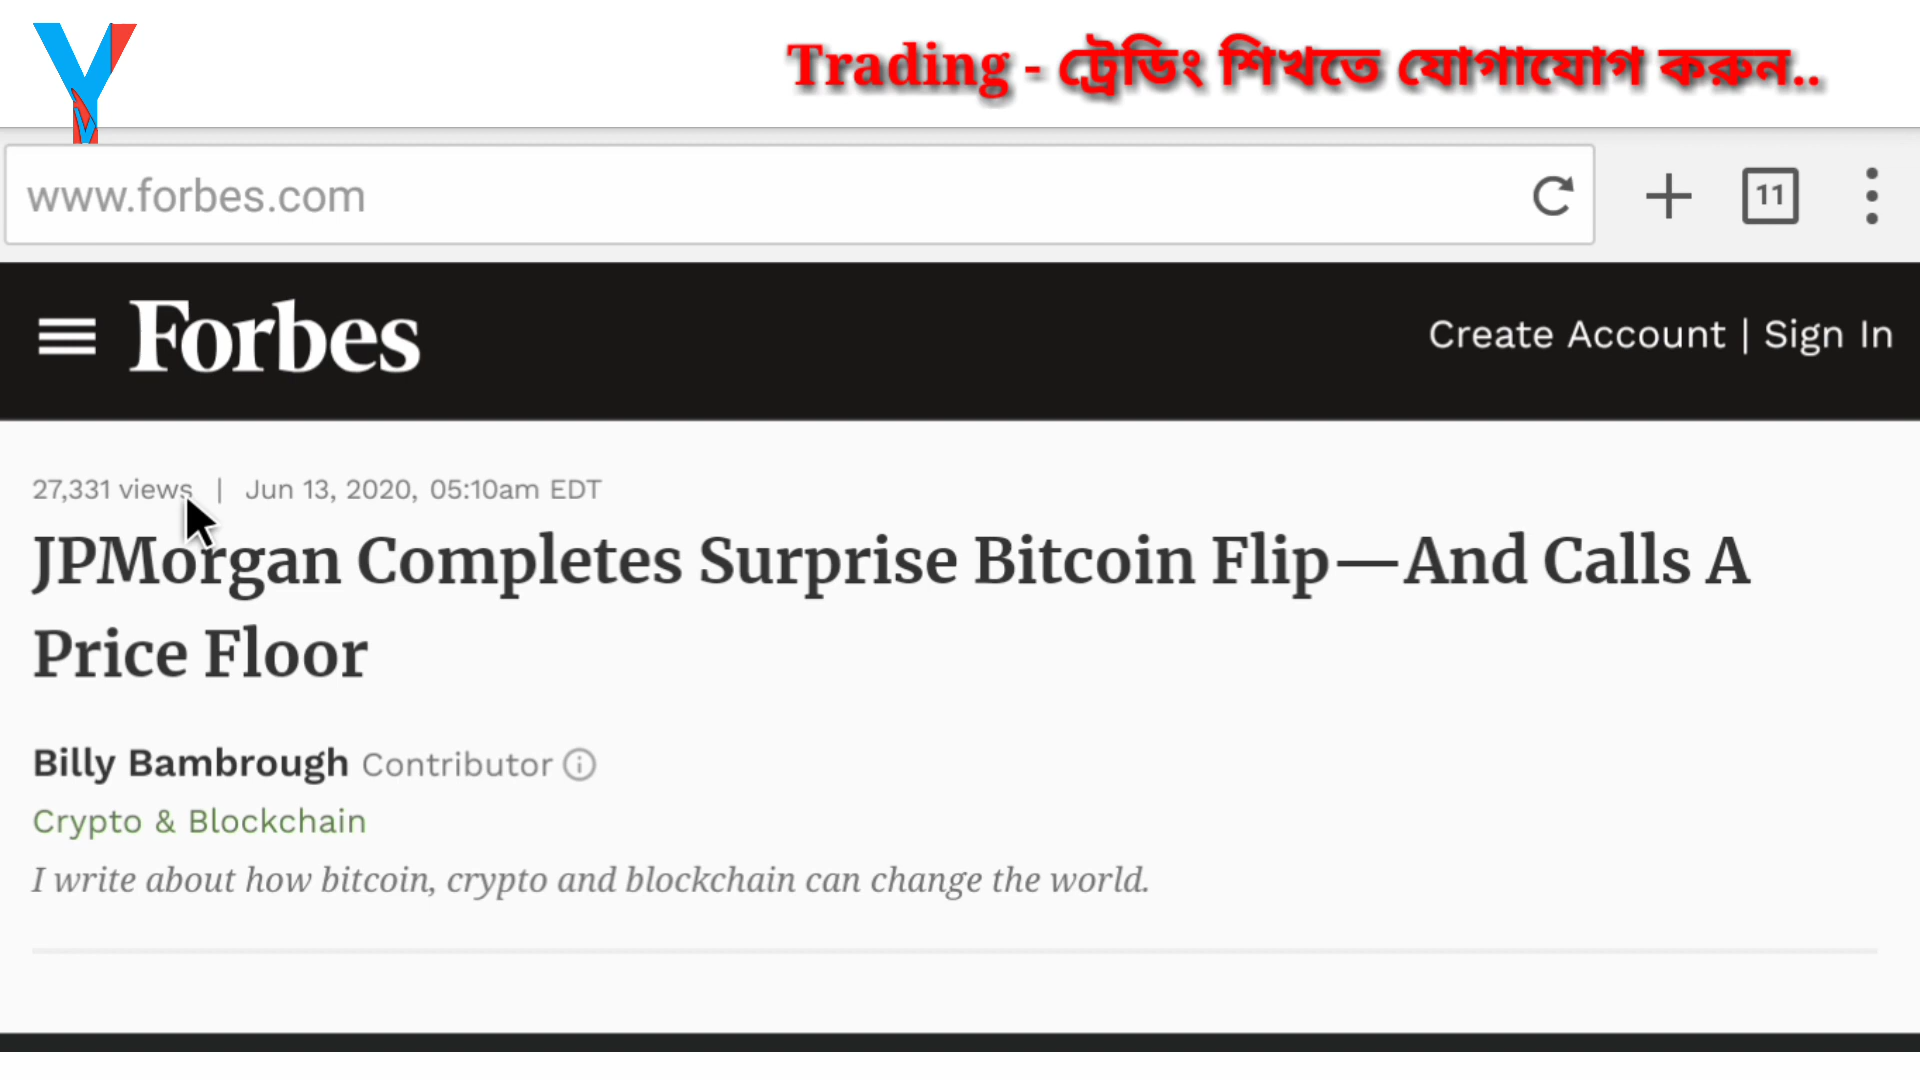 Trading - ট্রেডিং শিখতে যোগাযোগ করুন..
www.forbes.com
11
Forbes
Create Account | Sign In
27,331 views | Jun 13, 2020, 05:10am EDT
JPMorgan Completes Surprise Bitcoin Flip—And Calls A
Price Floor
Billy Bambrough Contributor
Crypto & Blockchain
I write about how bitcoin, crypto and blockchain can change the world.